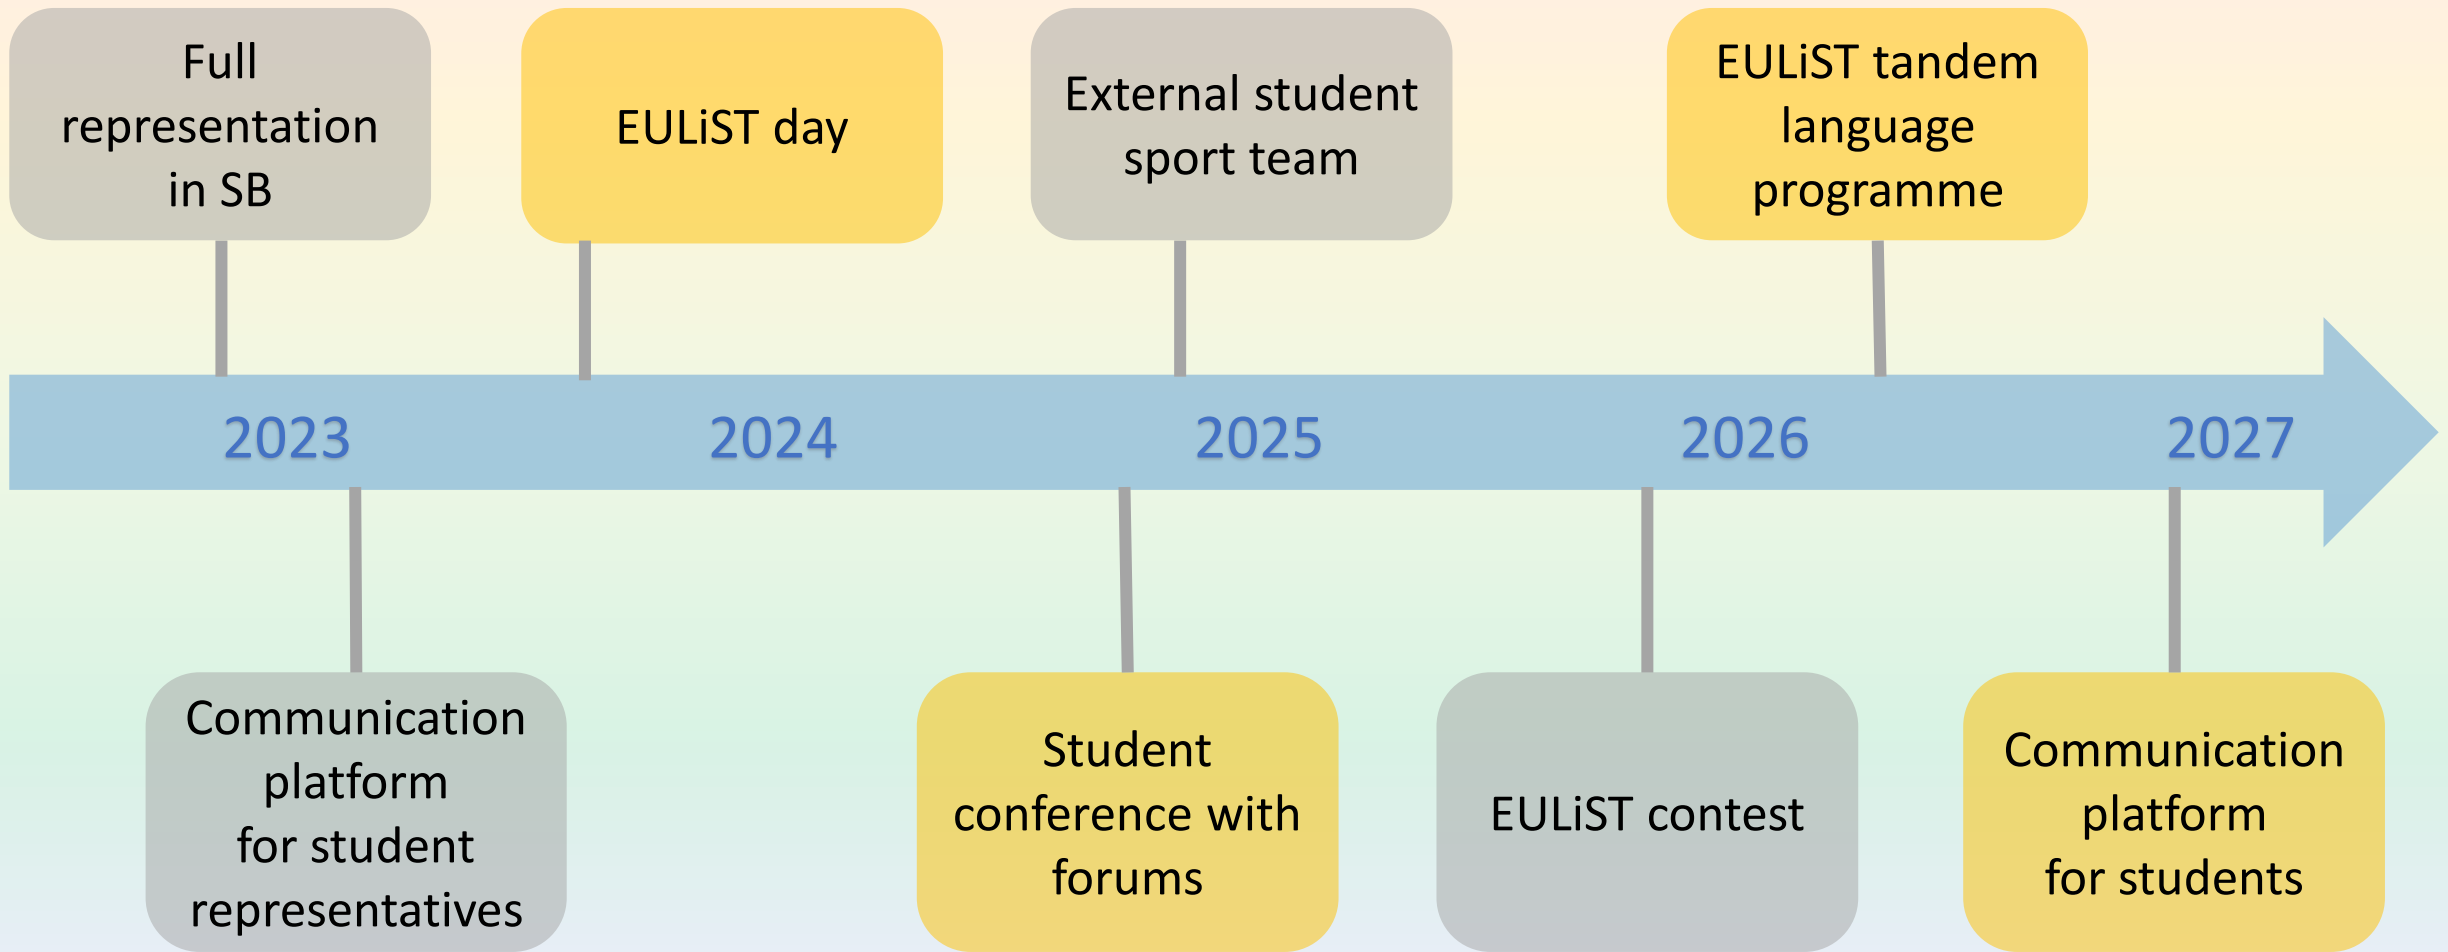 Full
representation
in SB
EULiST day
External student
sport team
EULiST tandem
language
programme
2023
2024
2025
2026
2027
Communication
platform
for student
representatives
Student
conference with
forums
EULiST contest
Communication
platform
for students